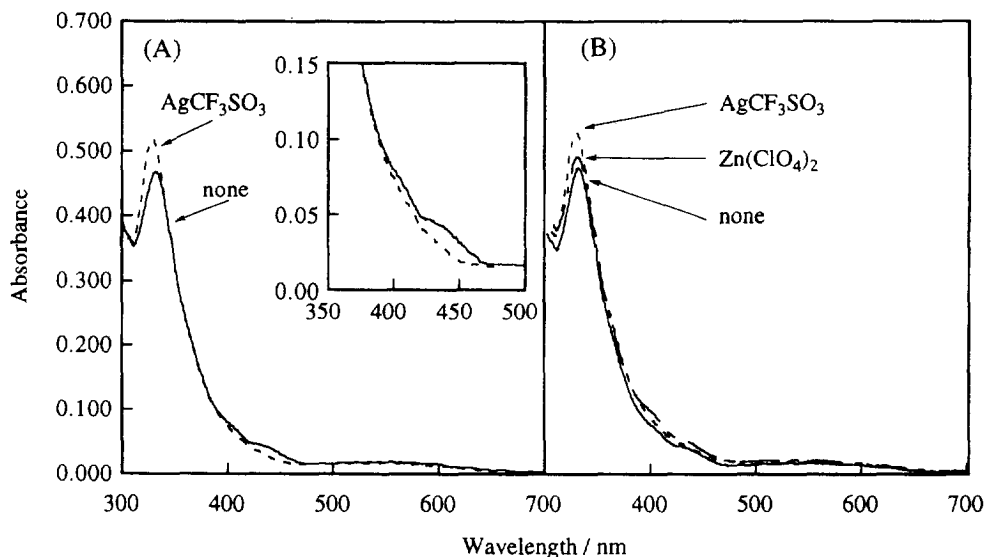 (A)
(B)
AgCF₃SO₃
none
AgCF₃SO₃
Zn(ClO₄)₂
none
Absorbance
0.700
0.600
0.500
0.400
0.300
0.200
0.100
0.000
0.15
0.10
0.05
0.00
350 400 450 500
300 400 500 600 700 400 500 600 700
Wavelength / nm